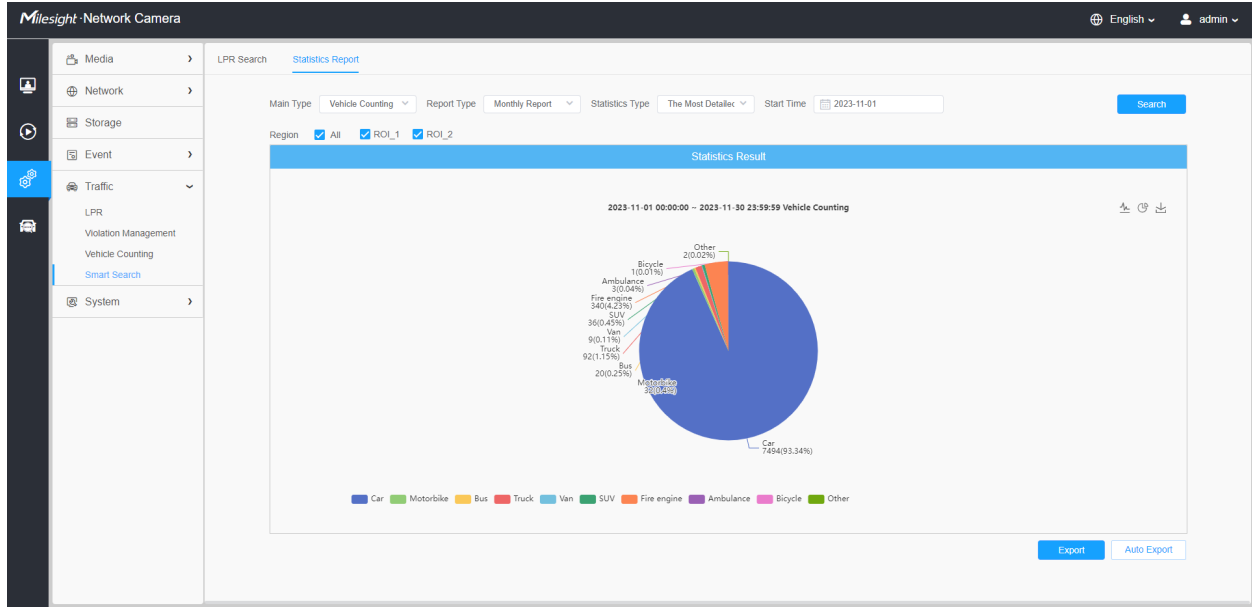 Milesight·Network Camera
English
admin
Media
Network
Storage
Event
Traffic
LPR
Violation Management
Vehicle Counting
Smart Search
System
LPR Search
Statistics Report
Main Type
Vehicle Counting
Report Type
Monthly Report
Statistics Type
The Most Detailec
Start Time
2023-11-01
Search
Region
All
ROI_1
ROI_2
Statistics Result
2023-11-01 00:00:00 ~ 2023-11-30 23:59:59 Vehicle Counting
Other
2(0.02%)
Bicycle
1(0.01%)
Ambulance
3(0.04%)
Fire engine
340(4.23%)
SUV
36(0.45%)
Van
9(0.11%)
Truck
92(1.15%)
Bus
20(0.25%)
Motorbike
Car
7494(93.34%)
Car
Motorbike
Bus
Truck
Van
SUV
Fire engine
Ambulance
Bicycle
Other
Export
Auto Export